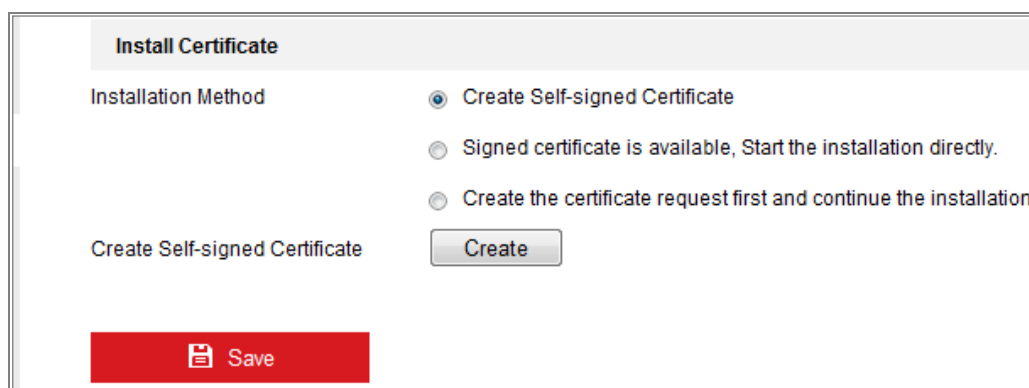 Install Certificate
Installation Method
Create Self-signed Certificate
Signed certificate is available, Start the installation directly.
Create the certificate request first and continue the installation
Create Self-signed Certificate
Create
Save